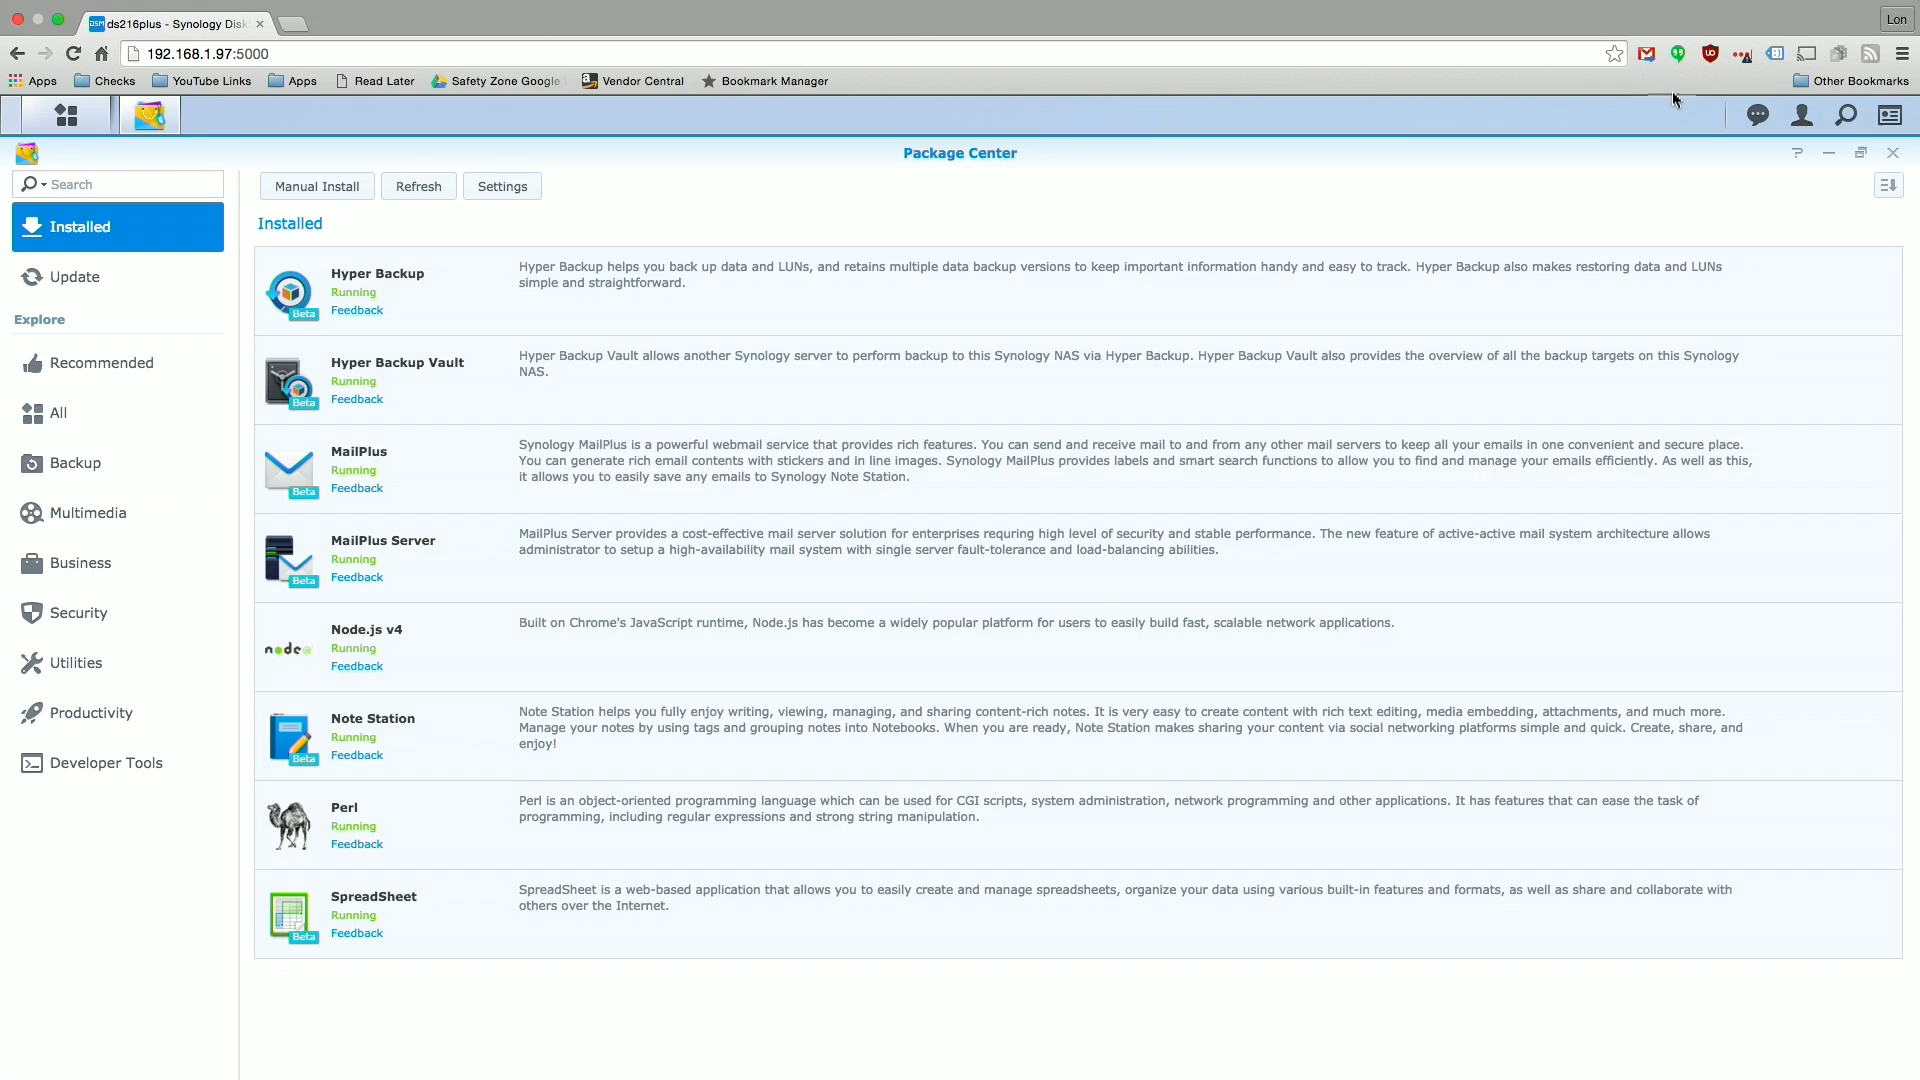 ds216plus - Synology Disk
Lon
192.168.1.97:5000
Apps Checks YouTube Links Apps Read Later Safety Zone Google Vendor Central Bookmark Manager Other Bookmarks
Package Center
Search
Manual Install Refresh Settings
Installed
Update
Explore
Recommended
All
Backup
Multimedia
Business
Security
Utilities
Productivity
Developer Tools
Installed
Hyper Backup
Running
Feedback
Beta
Hyper Backup helps you back up data and LUNs, and retains multiple data backup versions to keep important information handy and easy to track. Hyper Backup also makes restoring data and LUNs
simple and straightforward.
Hyper Backup Vault
Running
Feedback
Beta
Hyper Backup Vault allows another Synology server to perform backup to this Synology NAS via Hyper Backup. Hyper Backup Vault also provides the overview of all the backup targets on this Synology
NAS.
MailPlus
Running
Feedback
Beta
Synology MailPlus is a powerful webmail service that provides rich features. You can send and receive mail to and from any other mail servers to keep all your emails in one convenient and secure place.
You can generate rich email contents with stickers and in line images. Synology MailPlus provides labels and smart search functions to allow you to find and manage your emails efficiently. As well as this,
it allows you to easily save any emails to Synology Note Station.
MailPlus Server
Running
Feedback
Beta
MailPlus Server provides a cost-effective mail server solution for enterprises requring high level of security and stable performance. The new feature of active-active mail system architecture allows
administrator to setup a high-availability mail system with single server fault-tolerance and load-balancing abilities.
node
Node.js v4
Running
Feedback
Built on Chrome's JavaScript runtime, Node.js has become a widely popular platform for users to easily build fast, scalable network applications.
Note Station
Running
Feedback
Beta
Note Station helps you fully enjoy writing, viewing, managing, and sharing content-rich notes. It is very easy to create content with rich text editing, media embedding, attachments, and much more.
Manage your notes by using tags and grouping notes into Notebooks. When you are ready, Note Station makes sharing your content via social networking platforms simple and quick. Create, share, and
enjoy!
Perl
Running
Feedback
Perl is an object-oriented programming language which can be used for CGI scripts, system administration, network programming and other applications. It has features that can ease the task of
programming, including regular expressions and strong string manipulation.
SpreadSheet
Running
Feedback
Beta
SpreadSheet is a web-based application that allows you to easily create and manage spreadsheets, organize your data using various built-in features and formats, as well as share and collaborate with
others over the Internet.